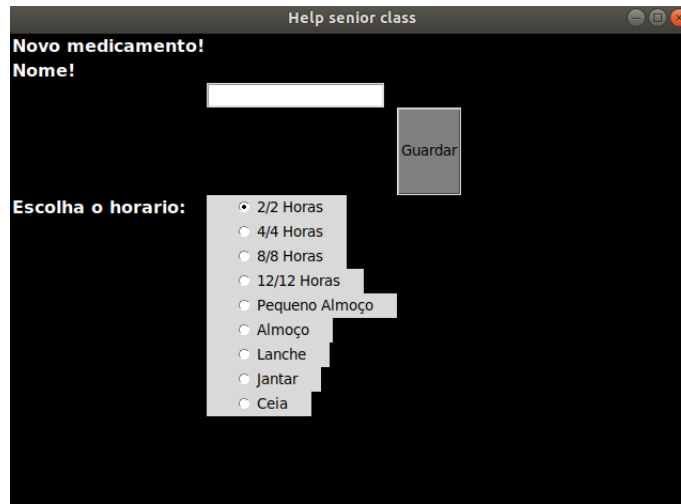 Help senior class
Novo medicamento!
Nome!
Guardar
Escolha o horario:
2/2 Horas
4/4 Horas
8/8 Horas
12/12 Horas
Pequeno Almoço
Almoço
Lanche
Jantar
Ceia